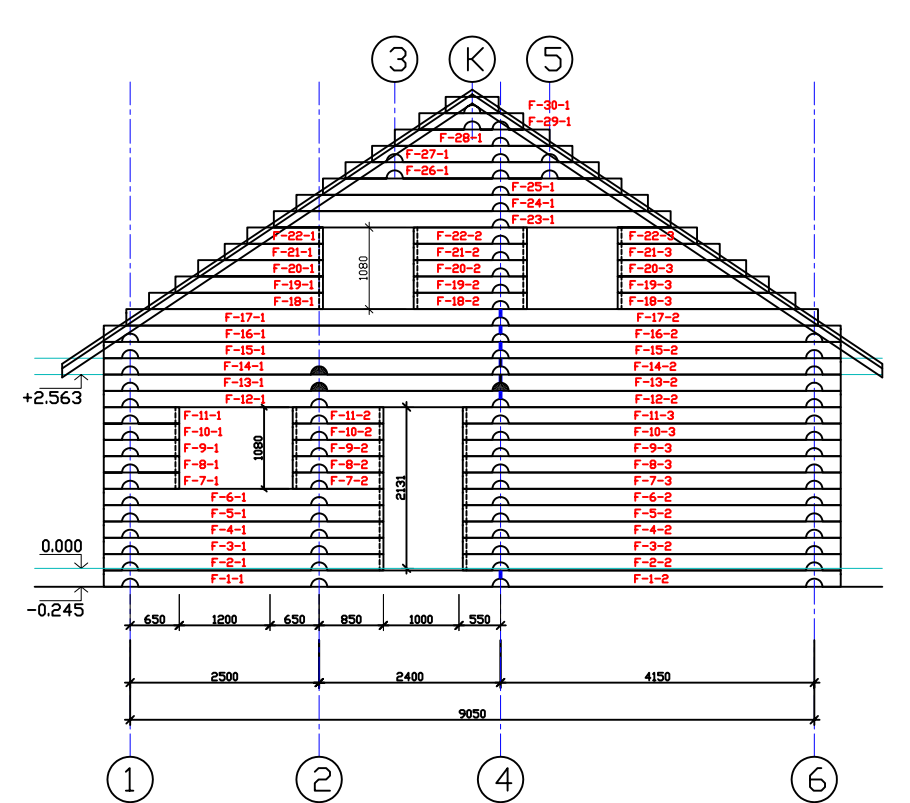 3 K 5
F-30-1
F-29-1
F-28-1
F-27-1
F-26-1
F-25-1
F-24-1
F-23-1
F-22-1 F-22-2 F-22-3
F-21-1 F-21-2 F-21-3
F-20-1 F-20-2 F-20-3
F-19-1 F-19-2 F-19-3
F-18-1 F-18-2 F-18-3
1080
F-17-1 F-17-2
F-16-1 F-16-2
F-15-1 F-15-2
F-14-1 F-14-2
F-13-1 F-13-2
+2.563
F-12-1 F-12-2
F-11-1 F-11-2 F-11-3
F-10-1 F-10-2 F-10-3
F-9-1 F-9-2 F-9-3
F-8-1 F-8-2 F-8-3
F-7-1 F-7-2 F-7-3
1080
2131
F-6-1 F-6-2
F-5-1 F-5-2
F-4-1 F-4-2
F-3-1 F-3-2
0.000
F-2-1 F-2-2
F-1-1 F-1-2
-0.245
650 1200 650 850 1000 550
2500 2400 4150
9050
1 2 4 6